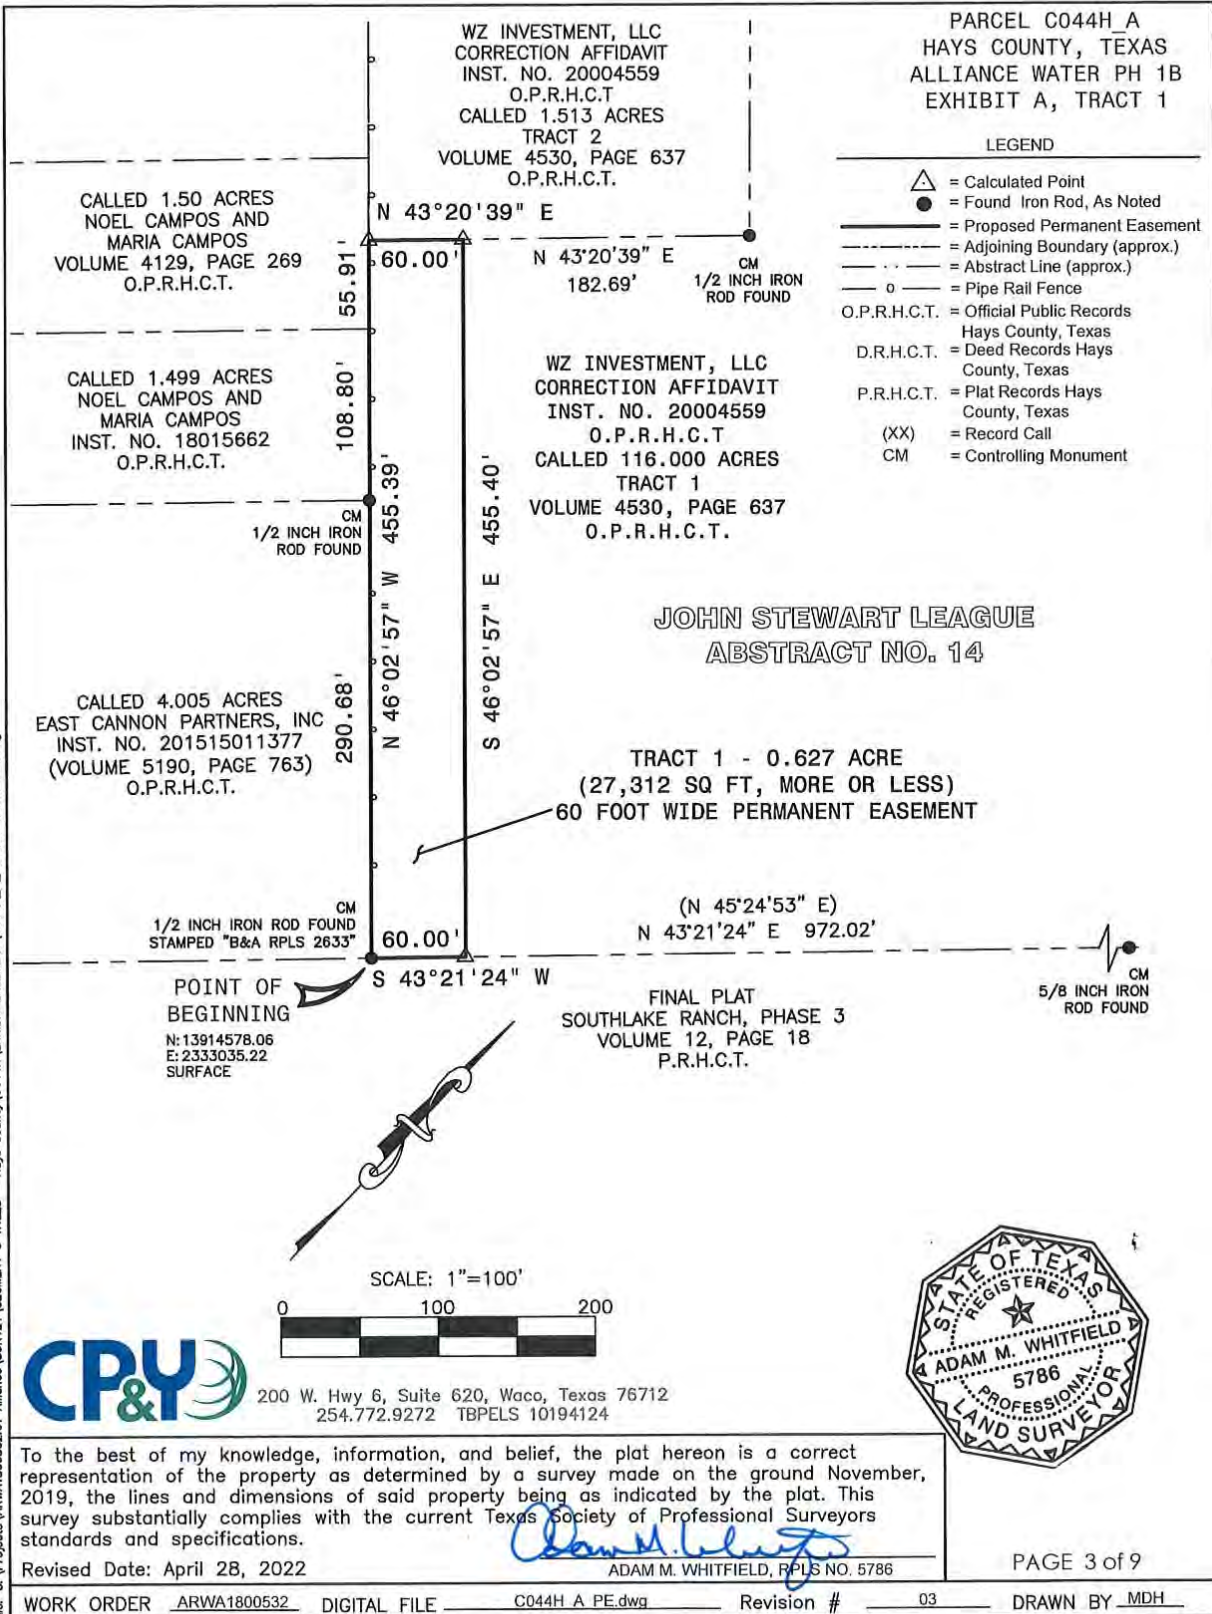 PARCEL C044H_A
HAYS COUNTY, TEXAS
ALLIANCE WATER PH 1B
EXHIBIT A, TRACT 1
WZ INVESTMENT, LLC
CORRECTION AFFIDAVIT
INST. NO. 20004559
O.P.R.H.C.T
CALLED 1.513 ACRES
TRACT 2
VOLUME 4530, PAGE 637
O.P.R.H.C.T.
LEGEND
= Calculated Point
= Found Iron Rod, As Noted
= Proposed Permanent Easement
= Adjoining Boundary (approx.)
= Abstract Line (approx.)
o = Pipe Rail Fence
O.P.R.H.C.T. = Official Public Records
Hays County, Texas
D.R.H.C.T. = Deed Records Hays
County, Texas
P.R.H.C.T. = Plat Records Hays
County, Texas
(XX) = Record Call
CM = Controlling Monument
CALLED 1.50 ACRES
NOEL CAMPOS AND
MARIA CAMPOS
VOLUME 4129, PAGE 269
O.P.R.H.C.T.
N 43°20'39" E
60.00'
55.91'
N 43°20'39" E
182.69'
CM
1/2 INCH IRON
ROD FOUND
CALLED 1.499 ACRES
NOEL CAMPOS AND
MARIA CAMPOS
INST. NO. 18015662
O.P.R.H.C.T.
108.80'
WZ INVESTMENT, LLC
CORRECTION AFFIDAVIT
INST. NO. 20004559
O.P.R.H.C.T
CALLED 116.000 ACRES
TRACT 1
VOLUME 4530, PAGE 637
O.P.R.H.C.T.
CM
1/2 INCH IRON
ROD FOUND
N 46°02'57" W 455.39'
S 46°02'57" E 455.40'
JOHN STEWART LEAGUE
ABSTRACT NO. 14
CALLED 4.005 ACRES
EAST CANNON PARTNERS, INC
INST. NO. 201515011377
(VOLUME 5190, PAGE 763)
O.P.R.H.C.T.
290.68'
TRACT 1 - 0.627 ACRE
(27,312 SQ FT, MORE OR LESS)
60 FOOT WIDE PERMANENT EASEMENT
CM
1/2 INCH IRON ROD FOUND
STAMPED "B&A RPLS 2633"
60.00'
S 43°21'24" W
(N 45°24'53" E)
N 43°21'24" E 972.02'
CM
5/8 INCH IRON
ROD FOUND
POINT OF
BEGINNING
N:13914578.06
E:2333035.22
SURFACE
FINAL PLAT
SOUTHLAKE RANCH, PHASE 3
VOLUME 12, PAGE 18
P.R.H.C.T.
SCALE: 1"=100'
0 100 200
CP&Y
200 W. Hwy 6, Suite 620, Waco, Texas 76712
254.772.9272 TBPELS 10194124
STATE OF TEXAS
REGISTERED
ADAM M. WHITFIELD
5786
PROFESSIONAL
LAND SURVEYOR
To the best of my knowledge, information, and belief, the plat hereon is a correct
representation of the property as determined by a survey made on the ground November,
2019, the lines and dimensions of said property being as indicated by the plat. This
survey substantially complies with the current Texas Society of Professional Surveyors
standards and specifications.
Adam M. Whitfield
Revised Date: April 28, 2022
ADAM M. WHITFIELD, RPLS NO. 5786
PAGE 3 of 9
WORK ORDER ARWA1800532 DIGITAL FILE C044H_A_PE.dwg Revision # 03 DRAWN BY MDH